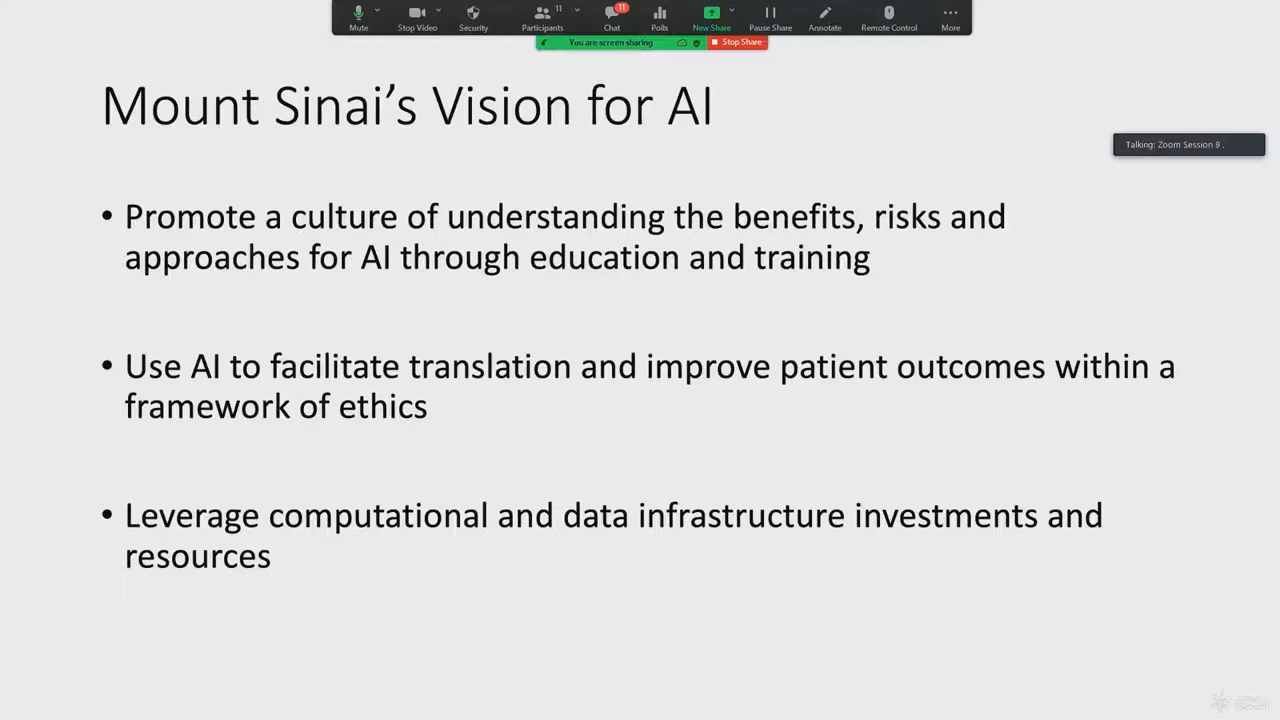 11
11
Mute
Stop Video
Security
Participants
Chat
Polls
New Share
Pause Share
Annotate
Remote Control
More
You are screen sharing
Stop Share
Mount Sinai’s Vision for AI
Talking: Zoom Session 9 .
• Promote a culture of understanding the benefits, risks and
approaches for AI through education and training
• Use AI to facilitate translation and improve patient outcomes within a
framework of ethics
• Leverage computational and data infrastructure investments and
resources